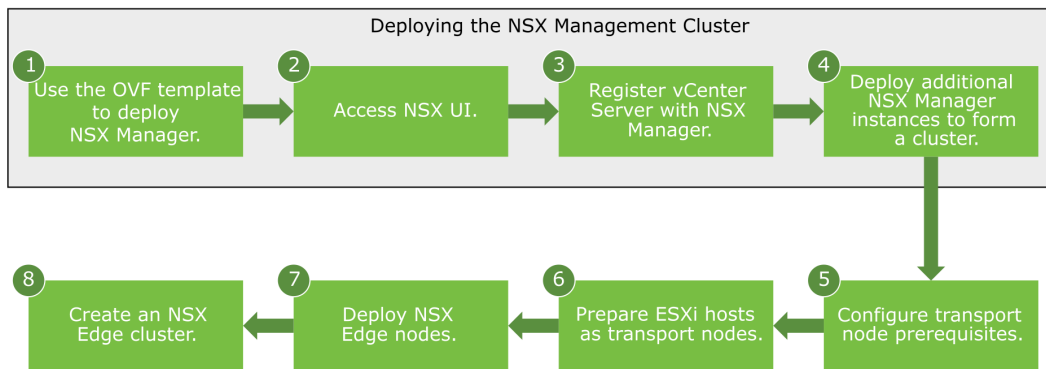 Deploying the NSX Management Cluster
1
Use the OVF template
to deploy
NSX Manager.
2
Access NSX UI.
3
Register vCenter
Server with NSX
Manager.
4
Deploy additional
NSX Manager
instances to form
a cluster.
5
Configure transport
node prerequisites.
6
Prepare ESXi hosts
as transport nodes.
7
Deploy NSX
Edge nodes.
8
Create an NSX
Edge cluster.